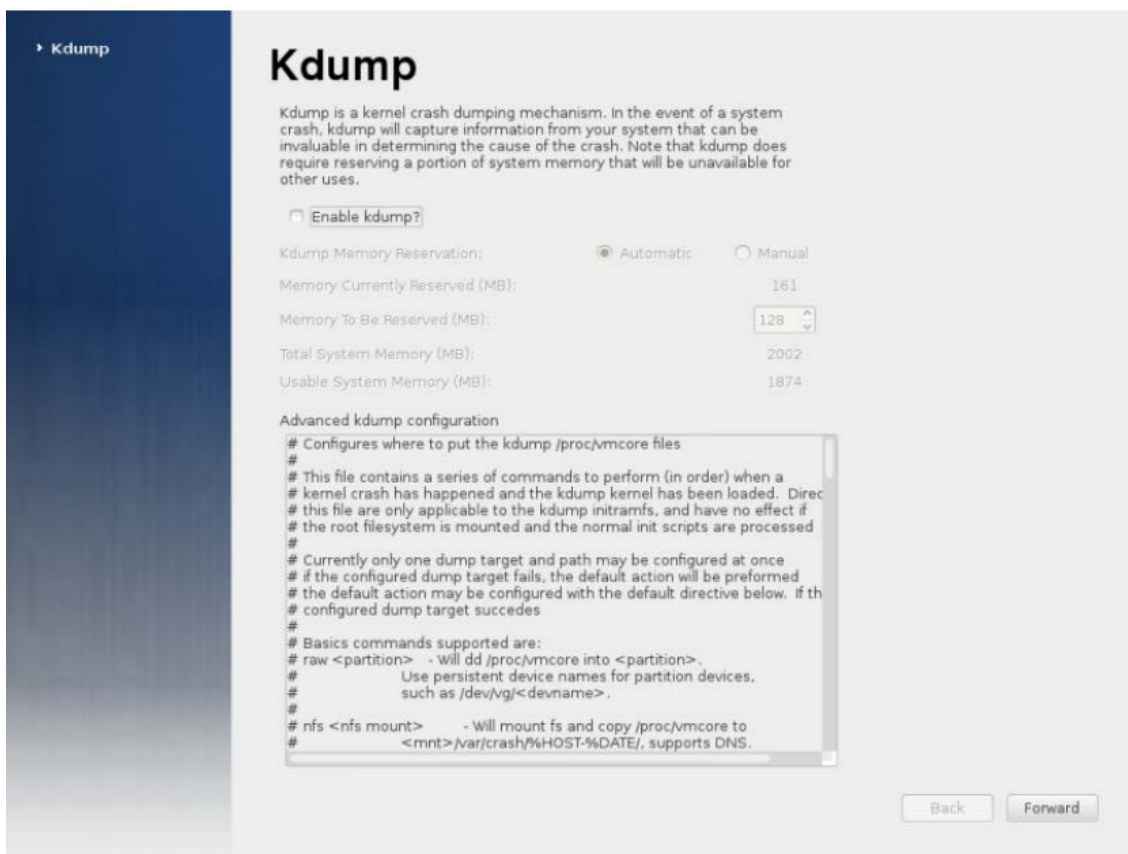 Kdump
Kdump
Kdump is a kernel crash dumping mechanism. In the event of a system
crash, kdump will capture information from your system that can be
invaluable in determining the cause of the crash. Note that kdump does
require reserving a portion of system memory that will be unavailable for
other uses.
Enable kdump?
Kdump Memory Reservation: Automatic Manual
Memory Currently Reserved (MB): 161
Memory To Be Reserved (MB): 128
Total System Memory (MB): 2002
Usable System Memory (MB): 1874
Advanced kdump configuration
# Configures where to put the kdump /proc/vmcore files
#
# This file contains a series of commands to perform (in order) when a
# kernel crash has happened and the kdump kernel has been loaded. Direc
# this file are only applicable to the kdump initramfs, and have no effect if
# the root filesystem is mounted and the normal init scripts are processed
#
# Currently only one dump target and path may be configured at once
# if the configured dump target fails, the default action will be preformed
# the default action may be configured with the default directive below. If th
# configured dump target succedes
#
# Basics commands supported are:
# raw <partition> - Will dd /proc/vmcore into <partition>.
# Use persistent device names for partition devices,
# such as /dev/vg/<devname>.
#
# nfs <nfs mount> - Will mount fs and copy /proc/vmcore to
# <mnt>/var/crash/%HOST-%DATE/, supports DNS.
Back Forward